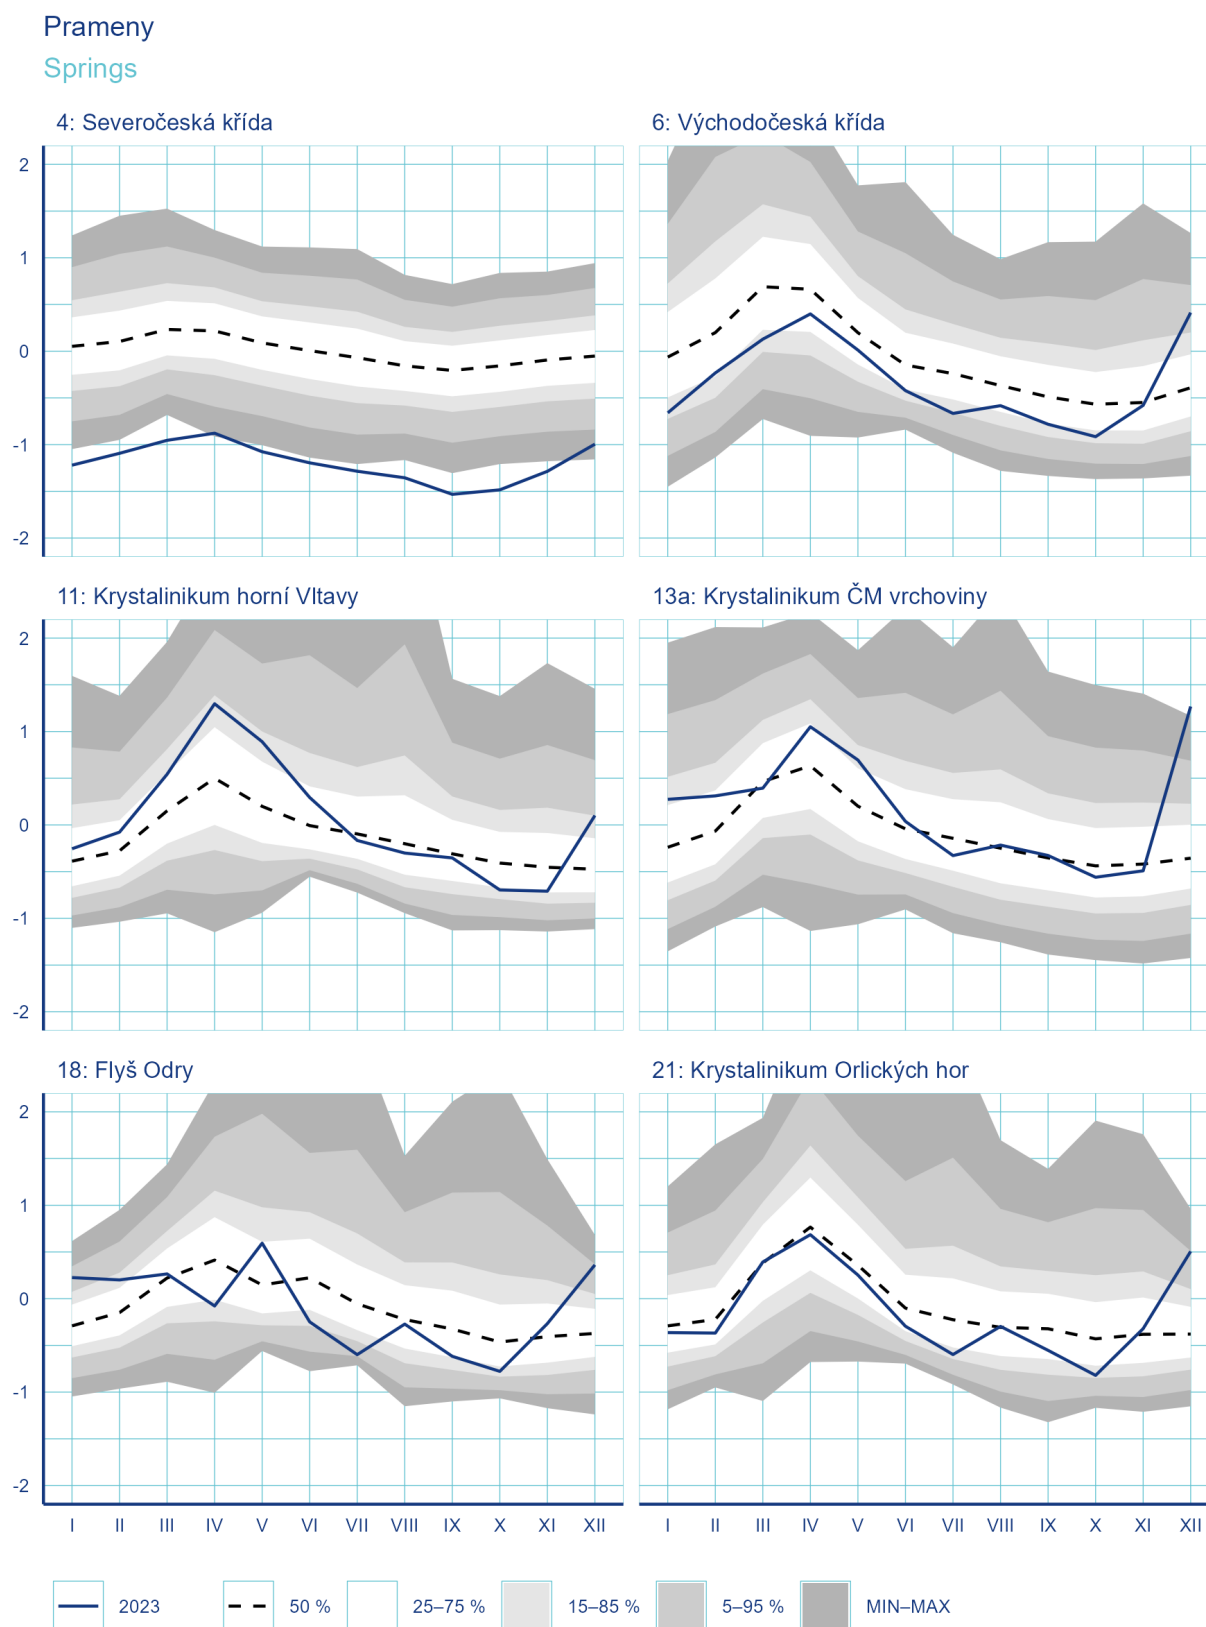 Prameny
Springs
4: Severočeská křída
6: Východočeská křída
2
1
0
-1
-2
11: Krystalinikum horní Vltavy
13a: Krystalinikum ČM vrchoviny
2
1
0
-1
-2
18: Flyš Odry
21: Krystalinikum Orlických hor
2
1
0
-1
-2
I II III IV V VI VII VIII IX X XI XII
I II III IV V VI VII VIII IX X XI XII
2023 50 % 25–75 % 15–85 % 5–95 % MIN–MAX